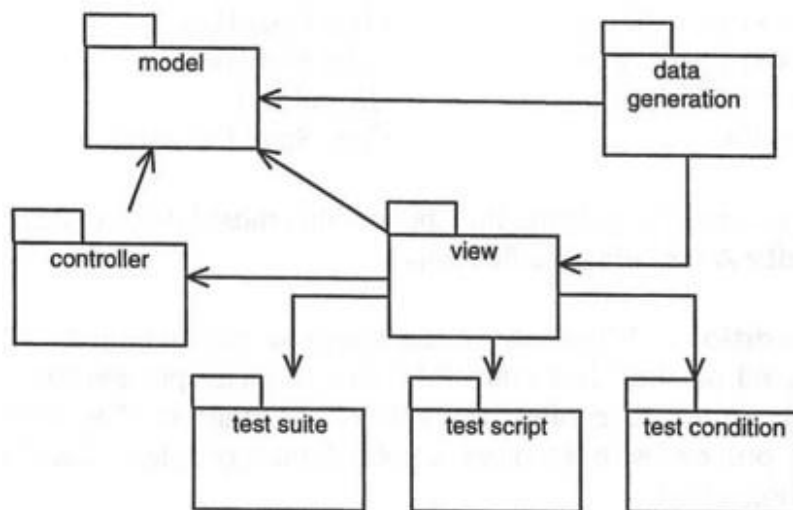 model
data
generation
controller
view
test suite
test script
test condition